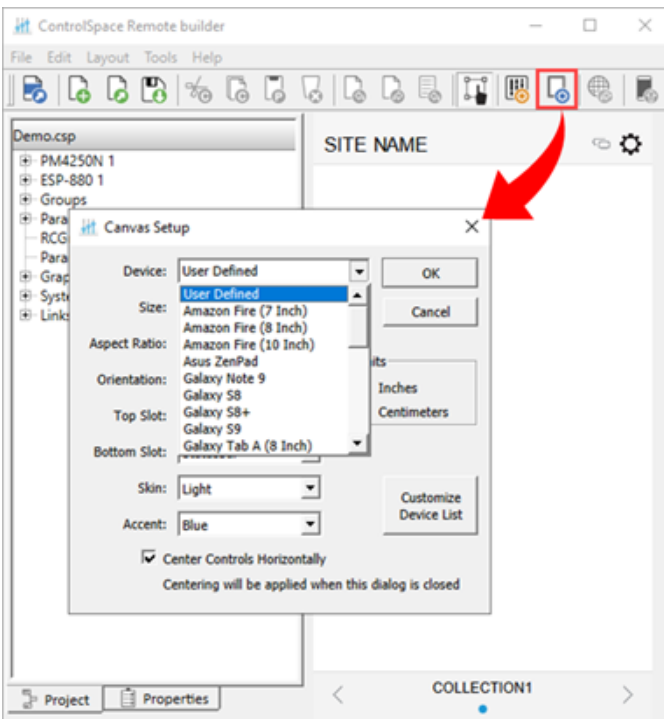 ControlSpace Remote builder
File Edit Layout Tools Help
Demo.csp
PM4250N 1
ESP-880 1
Groups
Para
RCG
Para
Grap
Syste
Links
SITE NAME
Canvas Setup
Device: User Defined
OK
User Defined
Amazon Fire (7 Inch)
Amazon Fire (8 Inch)
Amazon Fire (10 Inch)
Asus ZenPad
Galaxy Note 9
Galaxy S8
Galaxy S8+
Galaxy S9
Galaxy Tab A (8 Inch)
Size:
Cancel
Aspect Ratio:
its
Orientation:
Inches
Top Slot:
Centimeters
Bottom Slot:
Skin: Light
Customize
Device List
Accent: Blue
Center Controls Horizontally
Centering will be applied when this dialog is closed
Project Properties
COLLECTION1